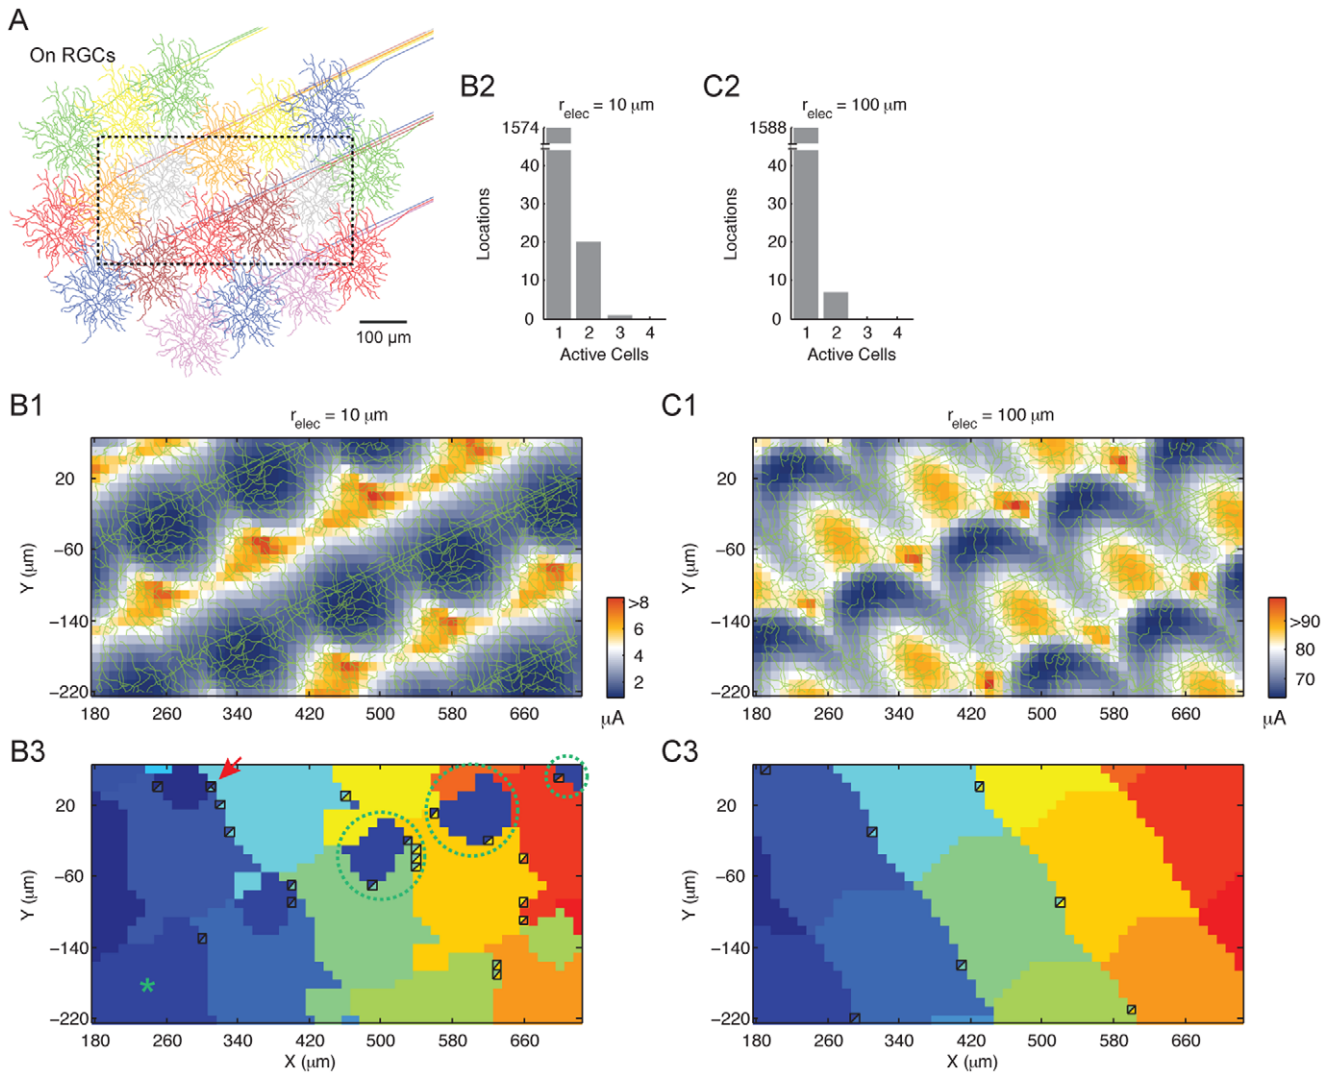 A
On RGCs
100 µm
B2
r_elec = 10 µm
1574
40
30
20
10
0
Locations
1 2 3 4
Active Cells
C2
r_elec = 100 µm
1588
40
30
20
10
0
Locations
1 2 3 4
Active Cells
B1
r_elec = 10 µm
20
−60
−140
−220
Y (µm)
180 260 340 420 500 580 660
>8
6
4
2
µA
C1
r_elec = 100 µm
20
−60
−140
−220
Y (µm)
180 260 340 420 500 580 660
>90
80
70
µA
B3
20
−60
−140
−220
Y (µm)
*
180 260 340 420 500 580 660
X (µm)
C3
20
−60
−140
−220
Y (µm)
180 260 340 420 500 580 660
X (µm)